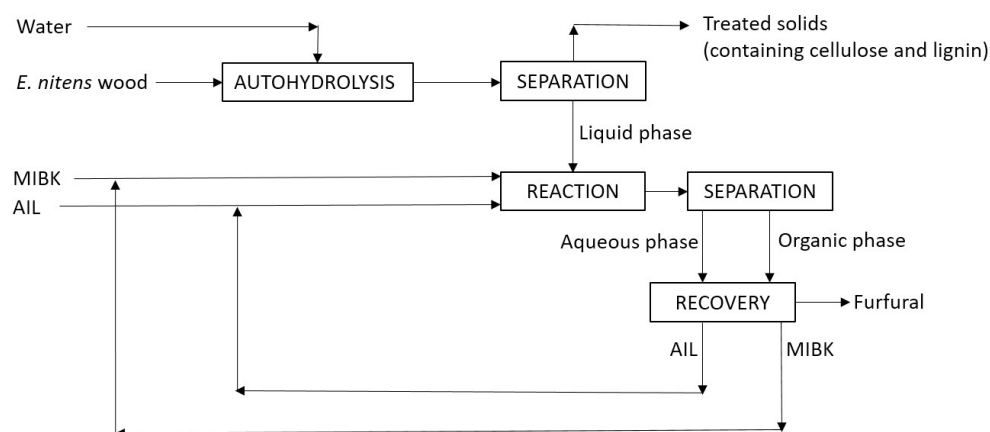 Water
Treated solids
(containing cellulose and lignin)
E. nitens wood
AUTOHYDROLYSIS
SEPARATION
Liquid phase
MIBK
REACTION
SEPARATION
AIL
Aqueous phase
Organic phase
RECOVERY
Furfural
AIL
MIBK